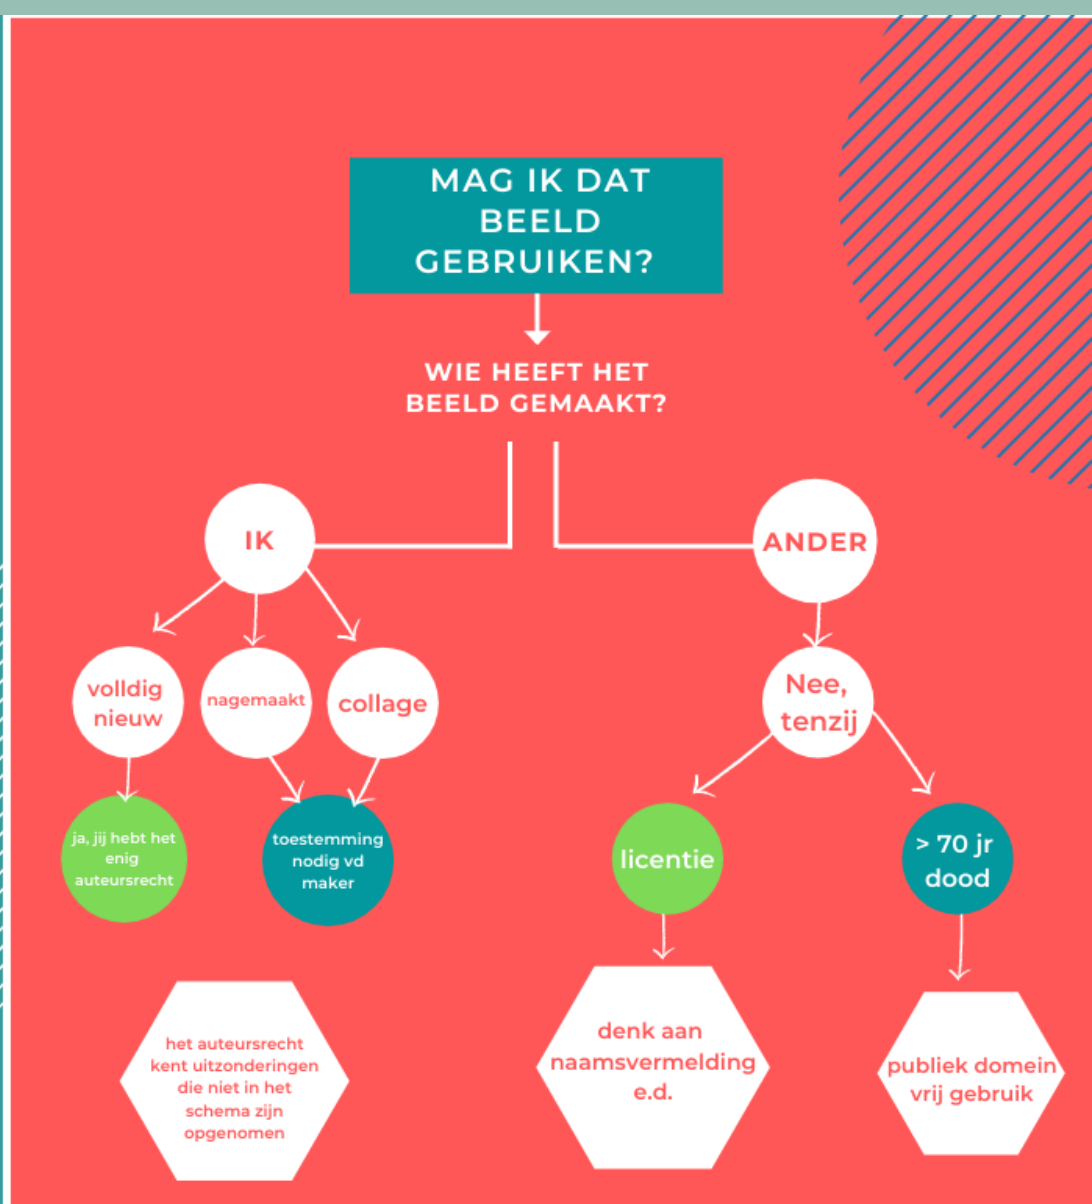 MAG IK DAT
BEELD
GEBRUIKEN?
WIE HEEFT HET
BEELD GEMAAKT?
IK
ANDER
volldig
nieuw
nagemaakt
collage
Nee,
tenzij
ja, jij hebt het
enig
auteursrecht
toestemming
nodig vd
maker
licentie
> 70 jr
dood
het auteursrecht
kent uitzonderingen
die niet in het
schema zijn
opgenomen
denk aan
naamsvermelding
e.d.
publiek domein
vrij gebruik